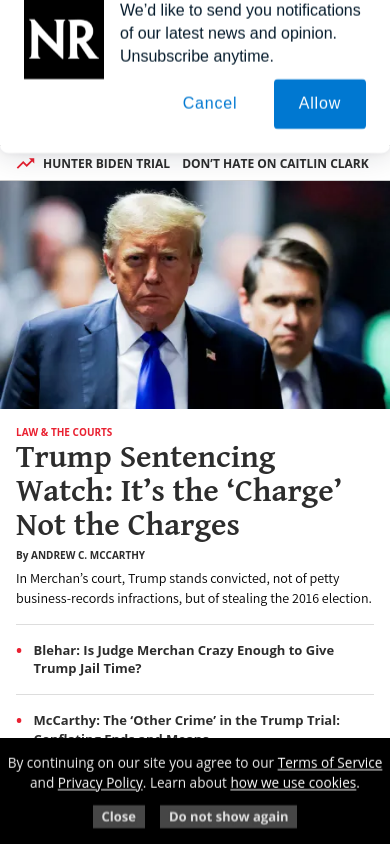 NR
We’d like to send you notifications
of our latest news and opinion.
Unsubscribe anytime.
Cancel
Allow
HUNTER BIDEN TRIAL DON’T HATE ON CAITLIN CLARK
LAW & THE COURTS
Trump Sentencing
Watch: It’s the ‘Charge’
Not the Charges
By ANDREW C. MCCARTHY
In Merchan’s court, Trump stands convicted, not of petty
business-records infractions, but of stealing the 2016 election.
Blehar: Is Judge Merchan Crazy Enough to Give
Trump Jail Time?
McCarthy: The ‘Other Crime’ in the Trump Trial:
Conflating Ends and Means
By continuing on our site you agree to our Terms of Service
and Privacy Policy. Learn about how we use cookies.
Close
Do not show again